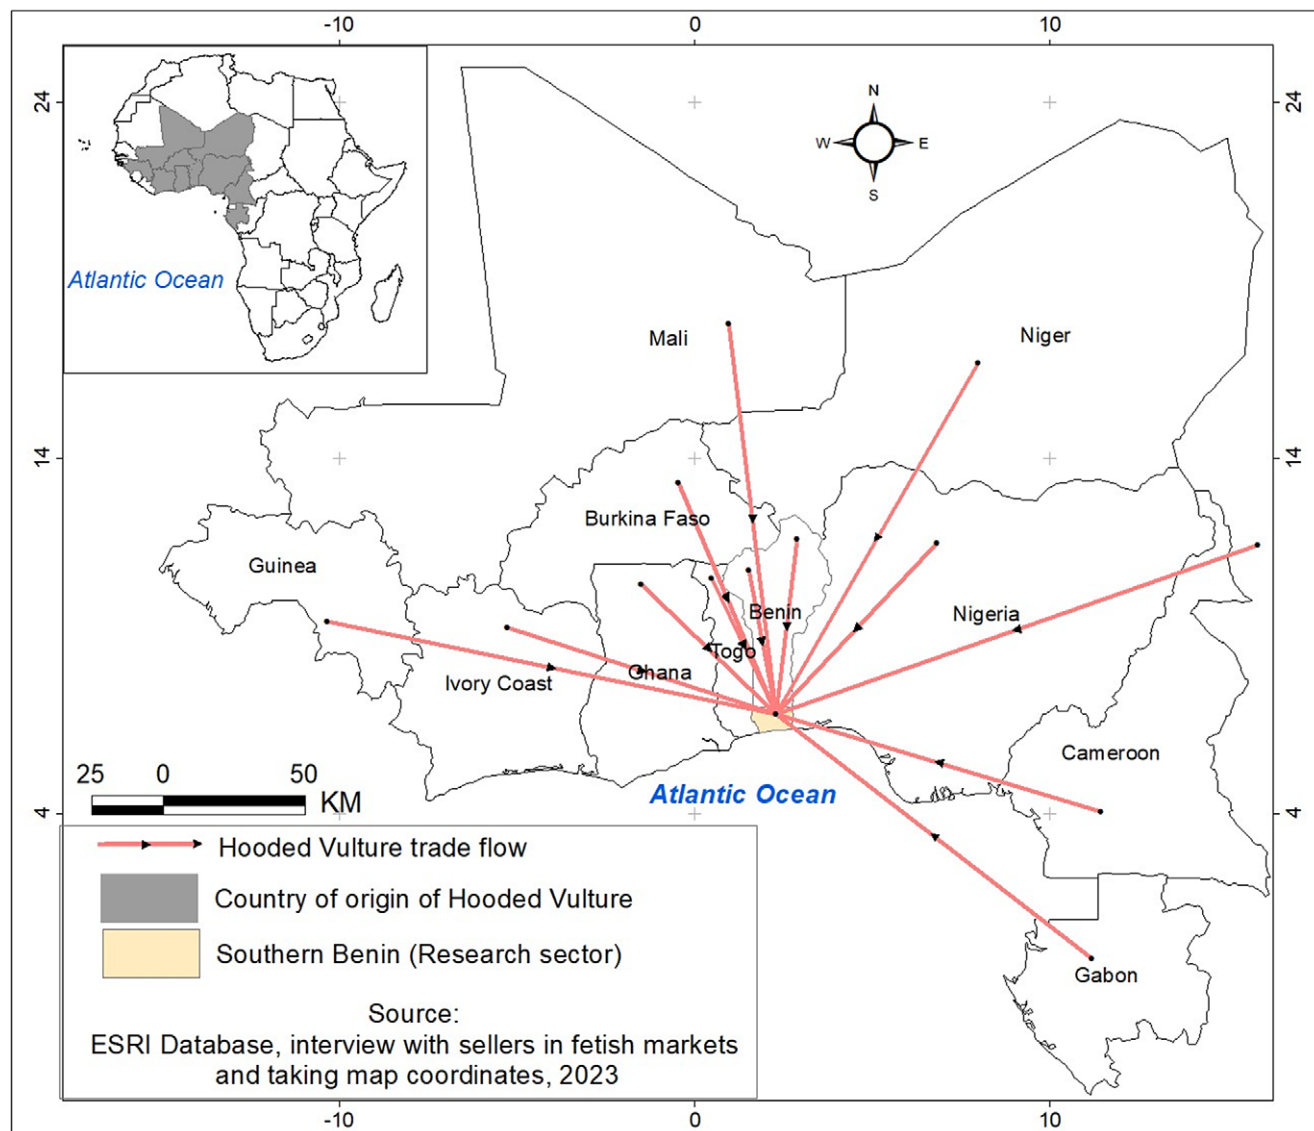 -10 0 10
24 24
N
W E
S
Atlantic Ocean
Mali
Niger
14 14
Burkina Faso
Guinea
Benin
Nigeria
Togo
Ghana
Ivory Coast
Cameroon
25 0 50
KM
Atlantic Ocean
4 4
Hooded Vulture trade flow
Country of origin of Hooded Vulture
Southern Benin (Research sector)
Gabon
Source:
ESRI Database, interview with sellers in fetish markets
and taking map coordinates, 2023
-10 0 10